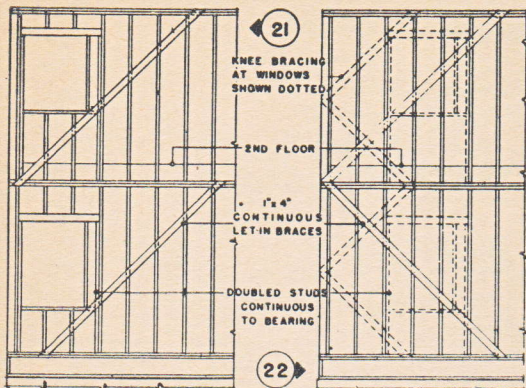 21
KNEE BRACING
AT WINDOWS
SHOWN DOTTED
2ND FLOOR
1"x 4"
CONTINUOUS
LET-IN BRACES
DOUBLED STUDS
CONTINUOUS
TO BEARING
22